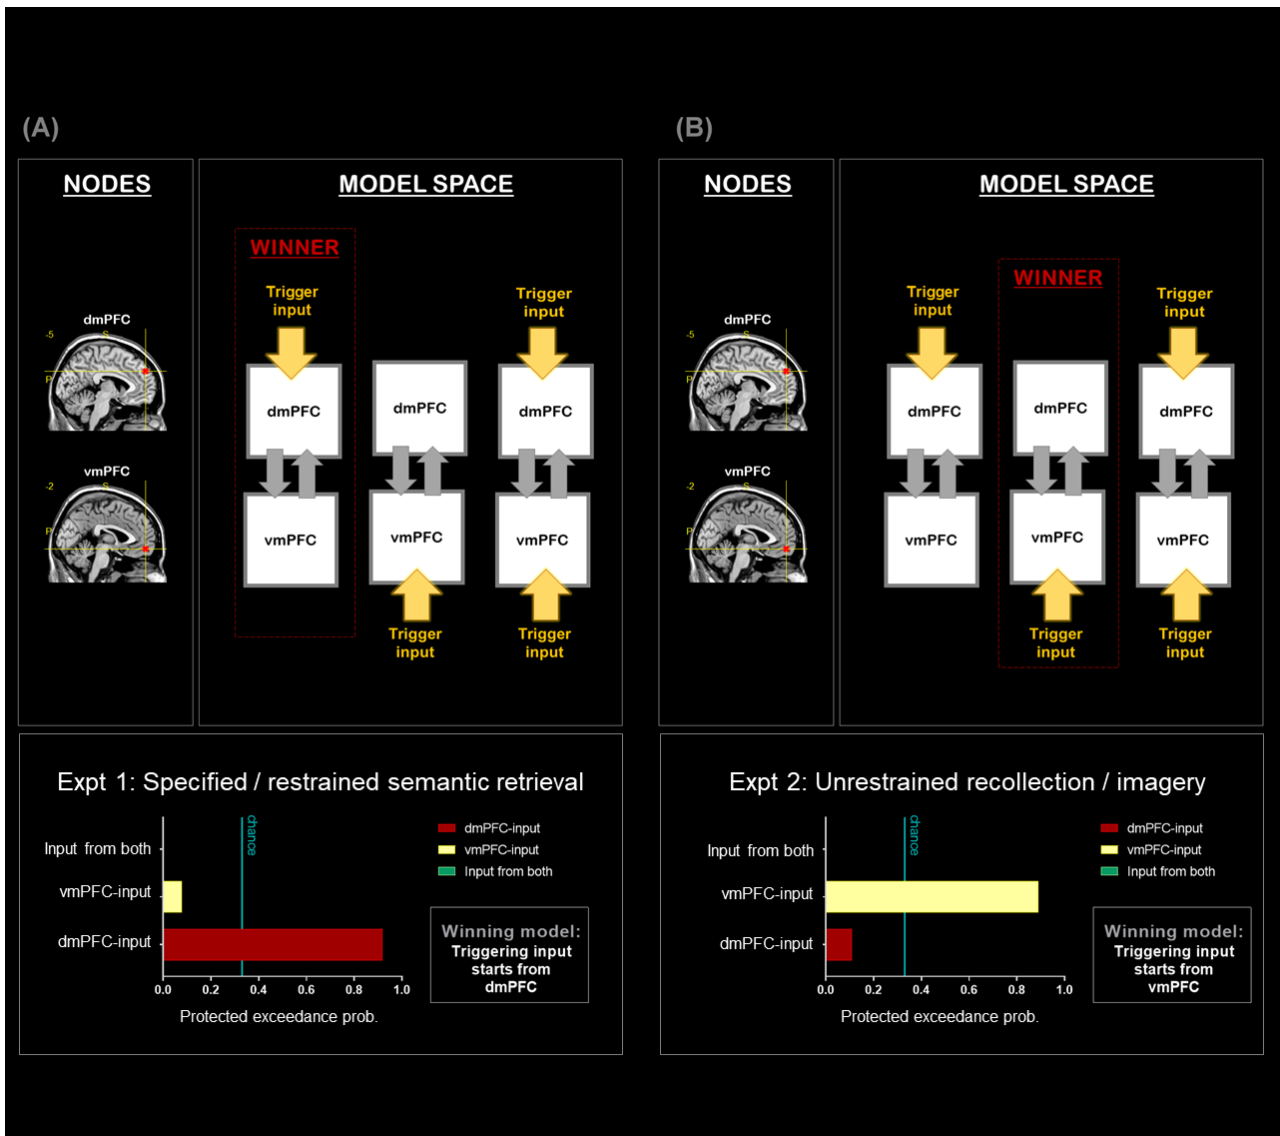 (A)
NODES
MODEL SPACE
WINNER
Trigger
input
Trigger
input
dmPFC
-5
S
P
dmPFC
dmPFC
dmPFC
vmPFC
-2
S
P
vmPFC
vmPFC
vmPFC
Trigger
input
Trigger
input
Expt 1: Specified / restrained semantic retrieval
chance
Input from both
vmPFC-input
dmPFC-input
0.0 0.2 0.4 0.6 0.8 1.0
Protected exceedance prob.
dmPFC-input
vmPFC-input
Input from both
Winning model:
Triggering input
starts from
dmPFC
(B)
NODES
MODEL SPACE
WINNER
Trigger
input
Trigger
input
dmPFC
-5
S
P
dmPFC
dmPFC
dmPFC
vmPFC
-2
S
P
vmPFC
vmPFC
vmPFC
Trigger
input
Trigger
input
Expt 2: Unrestrained recollection / imagery
chance
Input from both
vmPFC-input
dmPFC-input
0.0 0.2 0.4 0.6 0.8 1.0
Protected exceedance prob.
dmPFC-input
vmPFC-input
Input from both
Winning model:
Triggering input
starts from
vmPFC